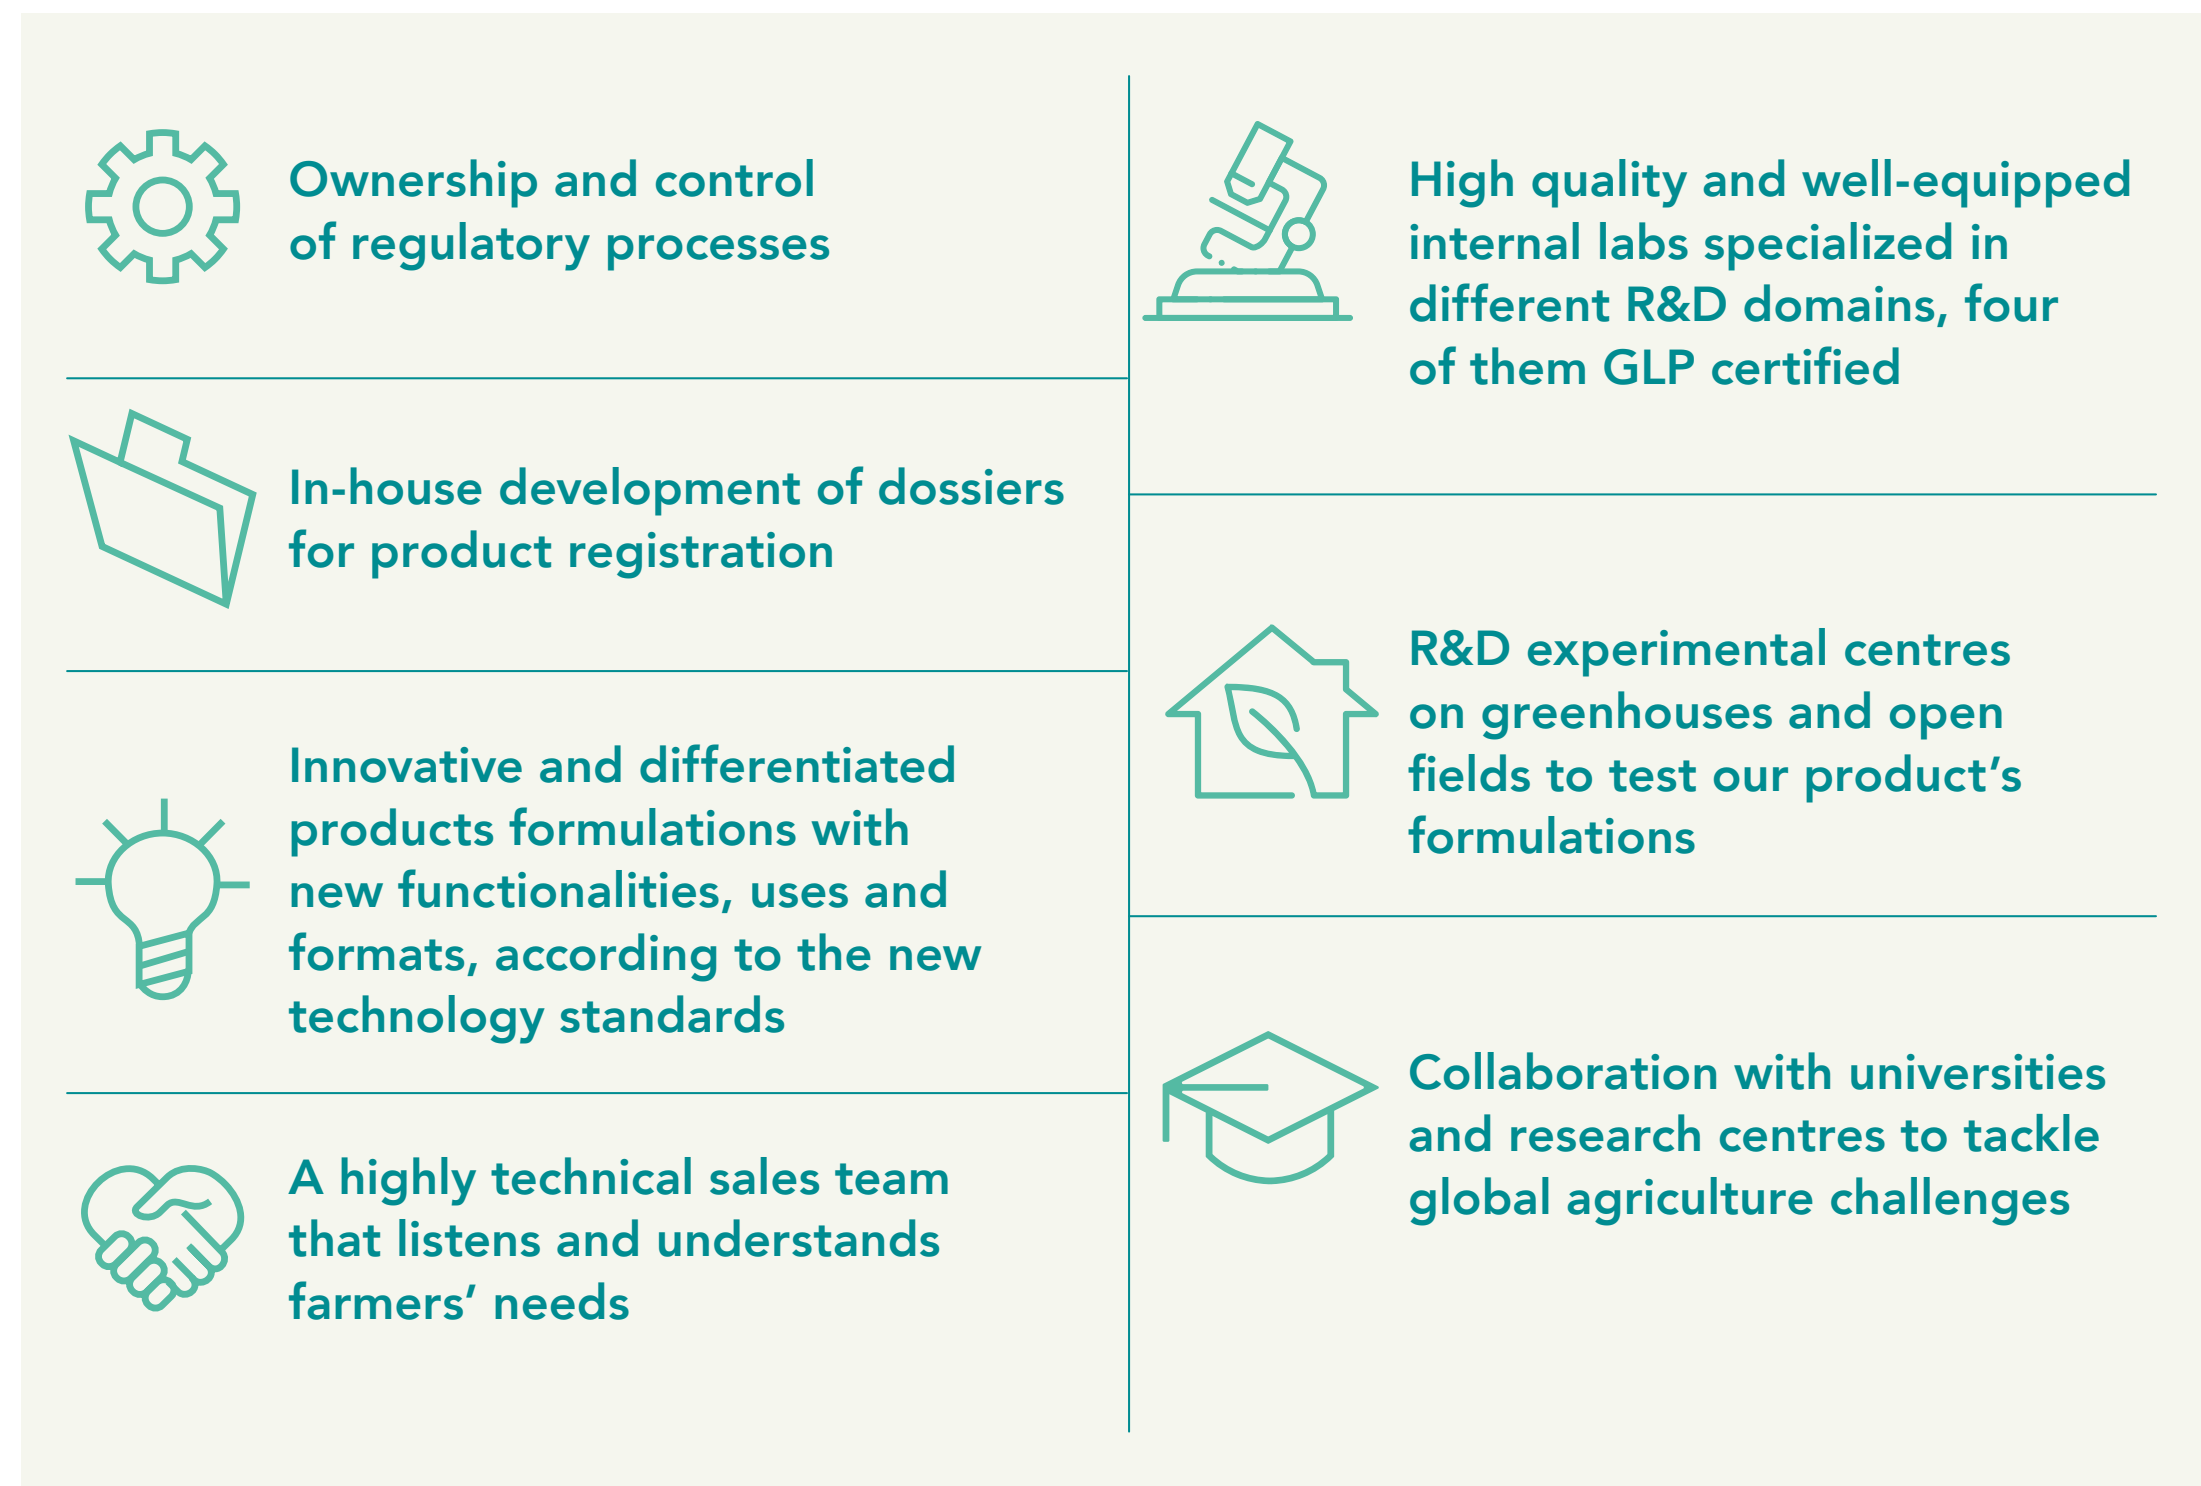 Ownership and control
of regulatory processes
In-house development of dossiers
for product registration
Innovative and differentiated
products formulations with
new functionalities, uses and
formats, according to the new
technology standards
A highly technical sales team
that listens and understands
farmers’ needs
High quality and well-equipped
internal labs specialized in
different R&D domains, four
of them GLP certified
R&D experimental centres
on greenhouses and open
fields to test our product’s
formulations
Collaboration with universities
and research centres to tackle
global agriculture challenges